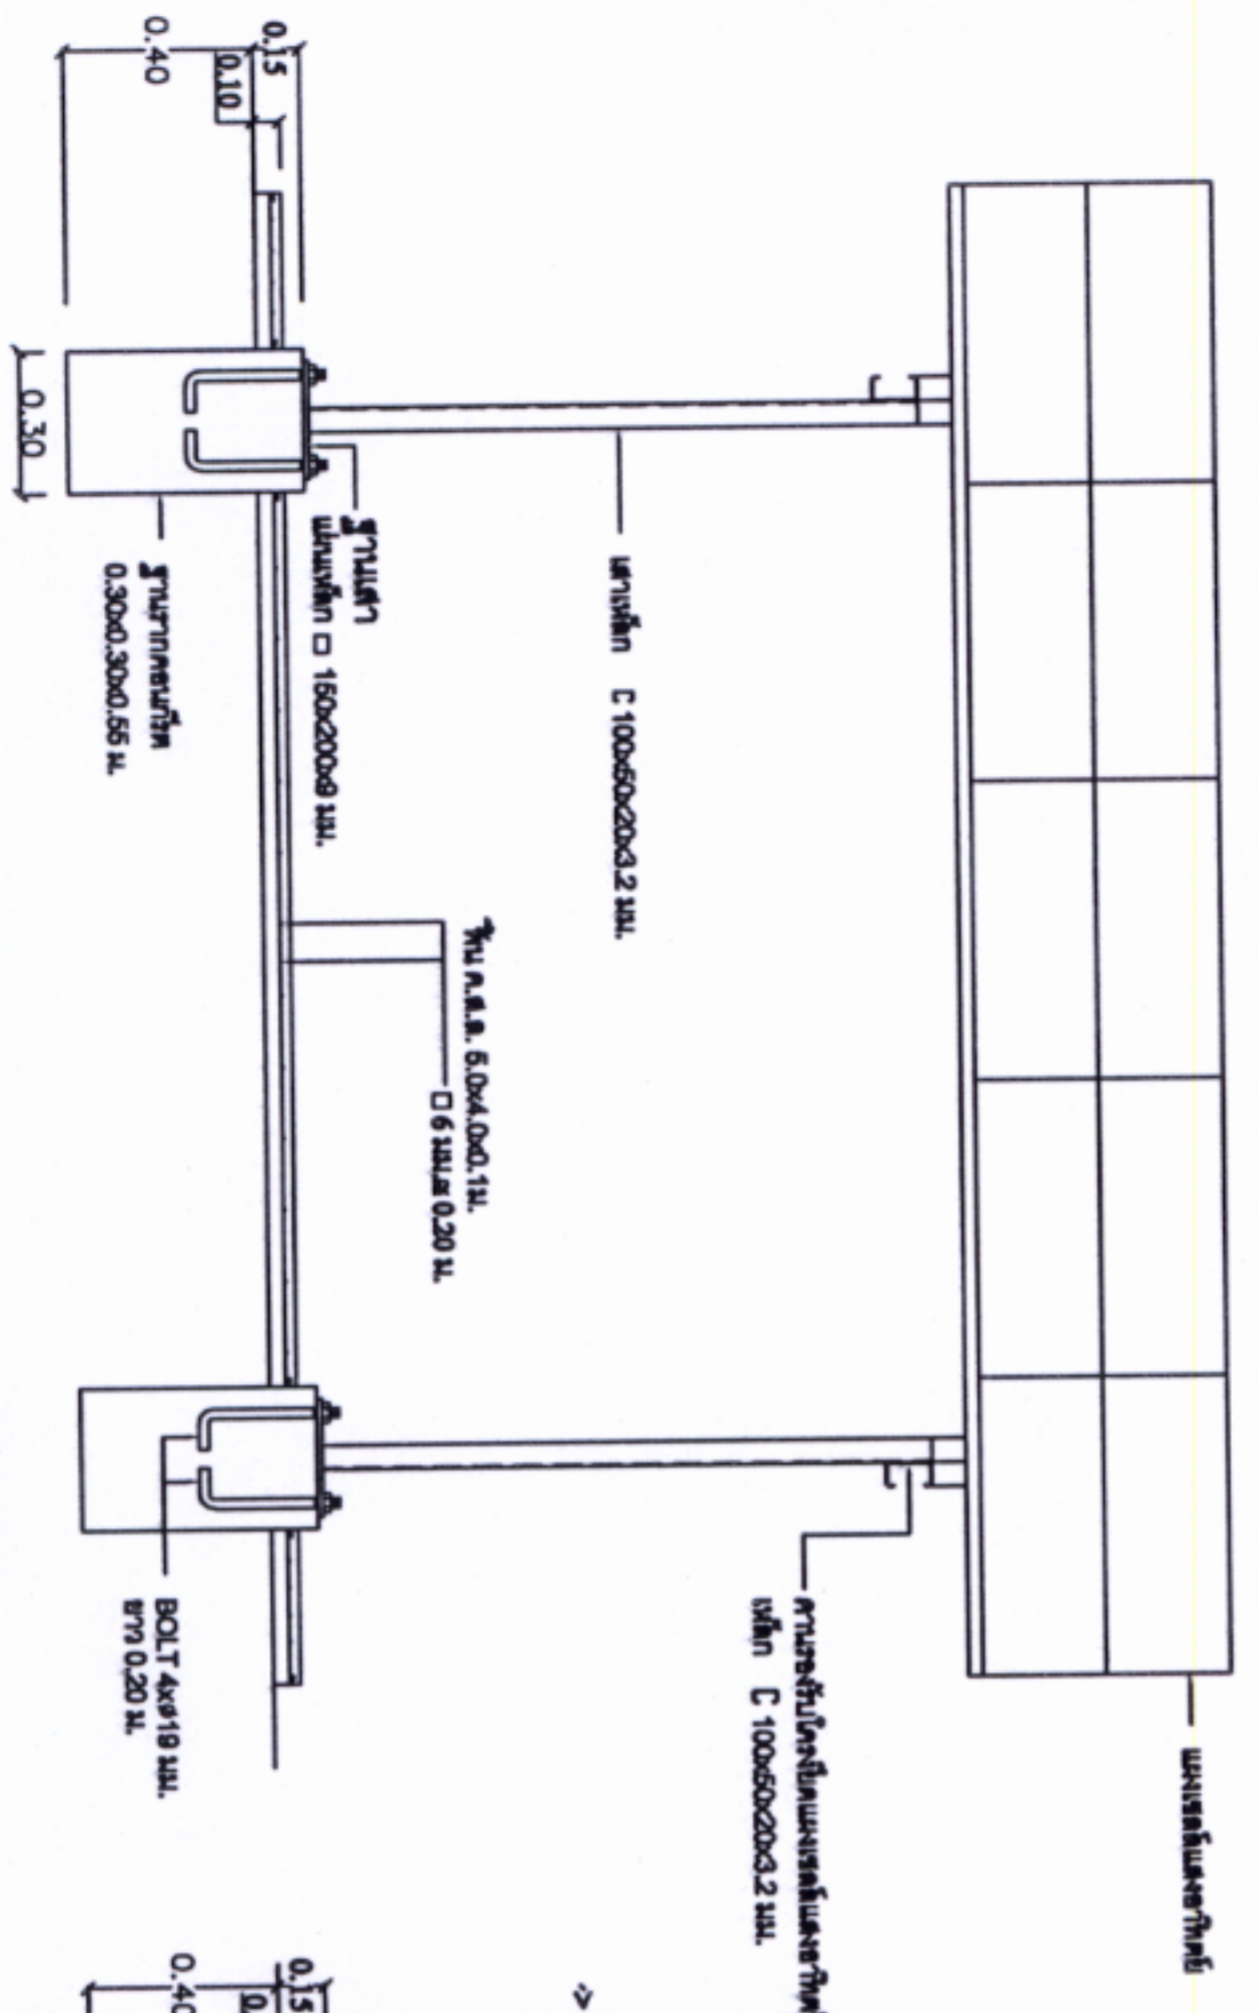 แผงเซลล์แสงอาทิตย์
คานรองรับโครงยึดแผงเซลล์แสงอาทิตย์
เหล็ก C 100x50x20x3.2 มม.
เสาเหล็ก C 100x50x20x3.2 มม.
พื้น ค.ส.ล. 5.0x4.0x0.1ม.
6 มม.@ 0.20 ม.
ฐานเสา
แผ่นเหล็ก □ 150x200x9 มม.
ฐานรากคอนกรีต
0.30x0.30x0.55 ม.
BOLT 4xø19 มม.
ยาว 0.20 ม.
0.15
0.10
0.40
0.30
0.15